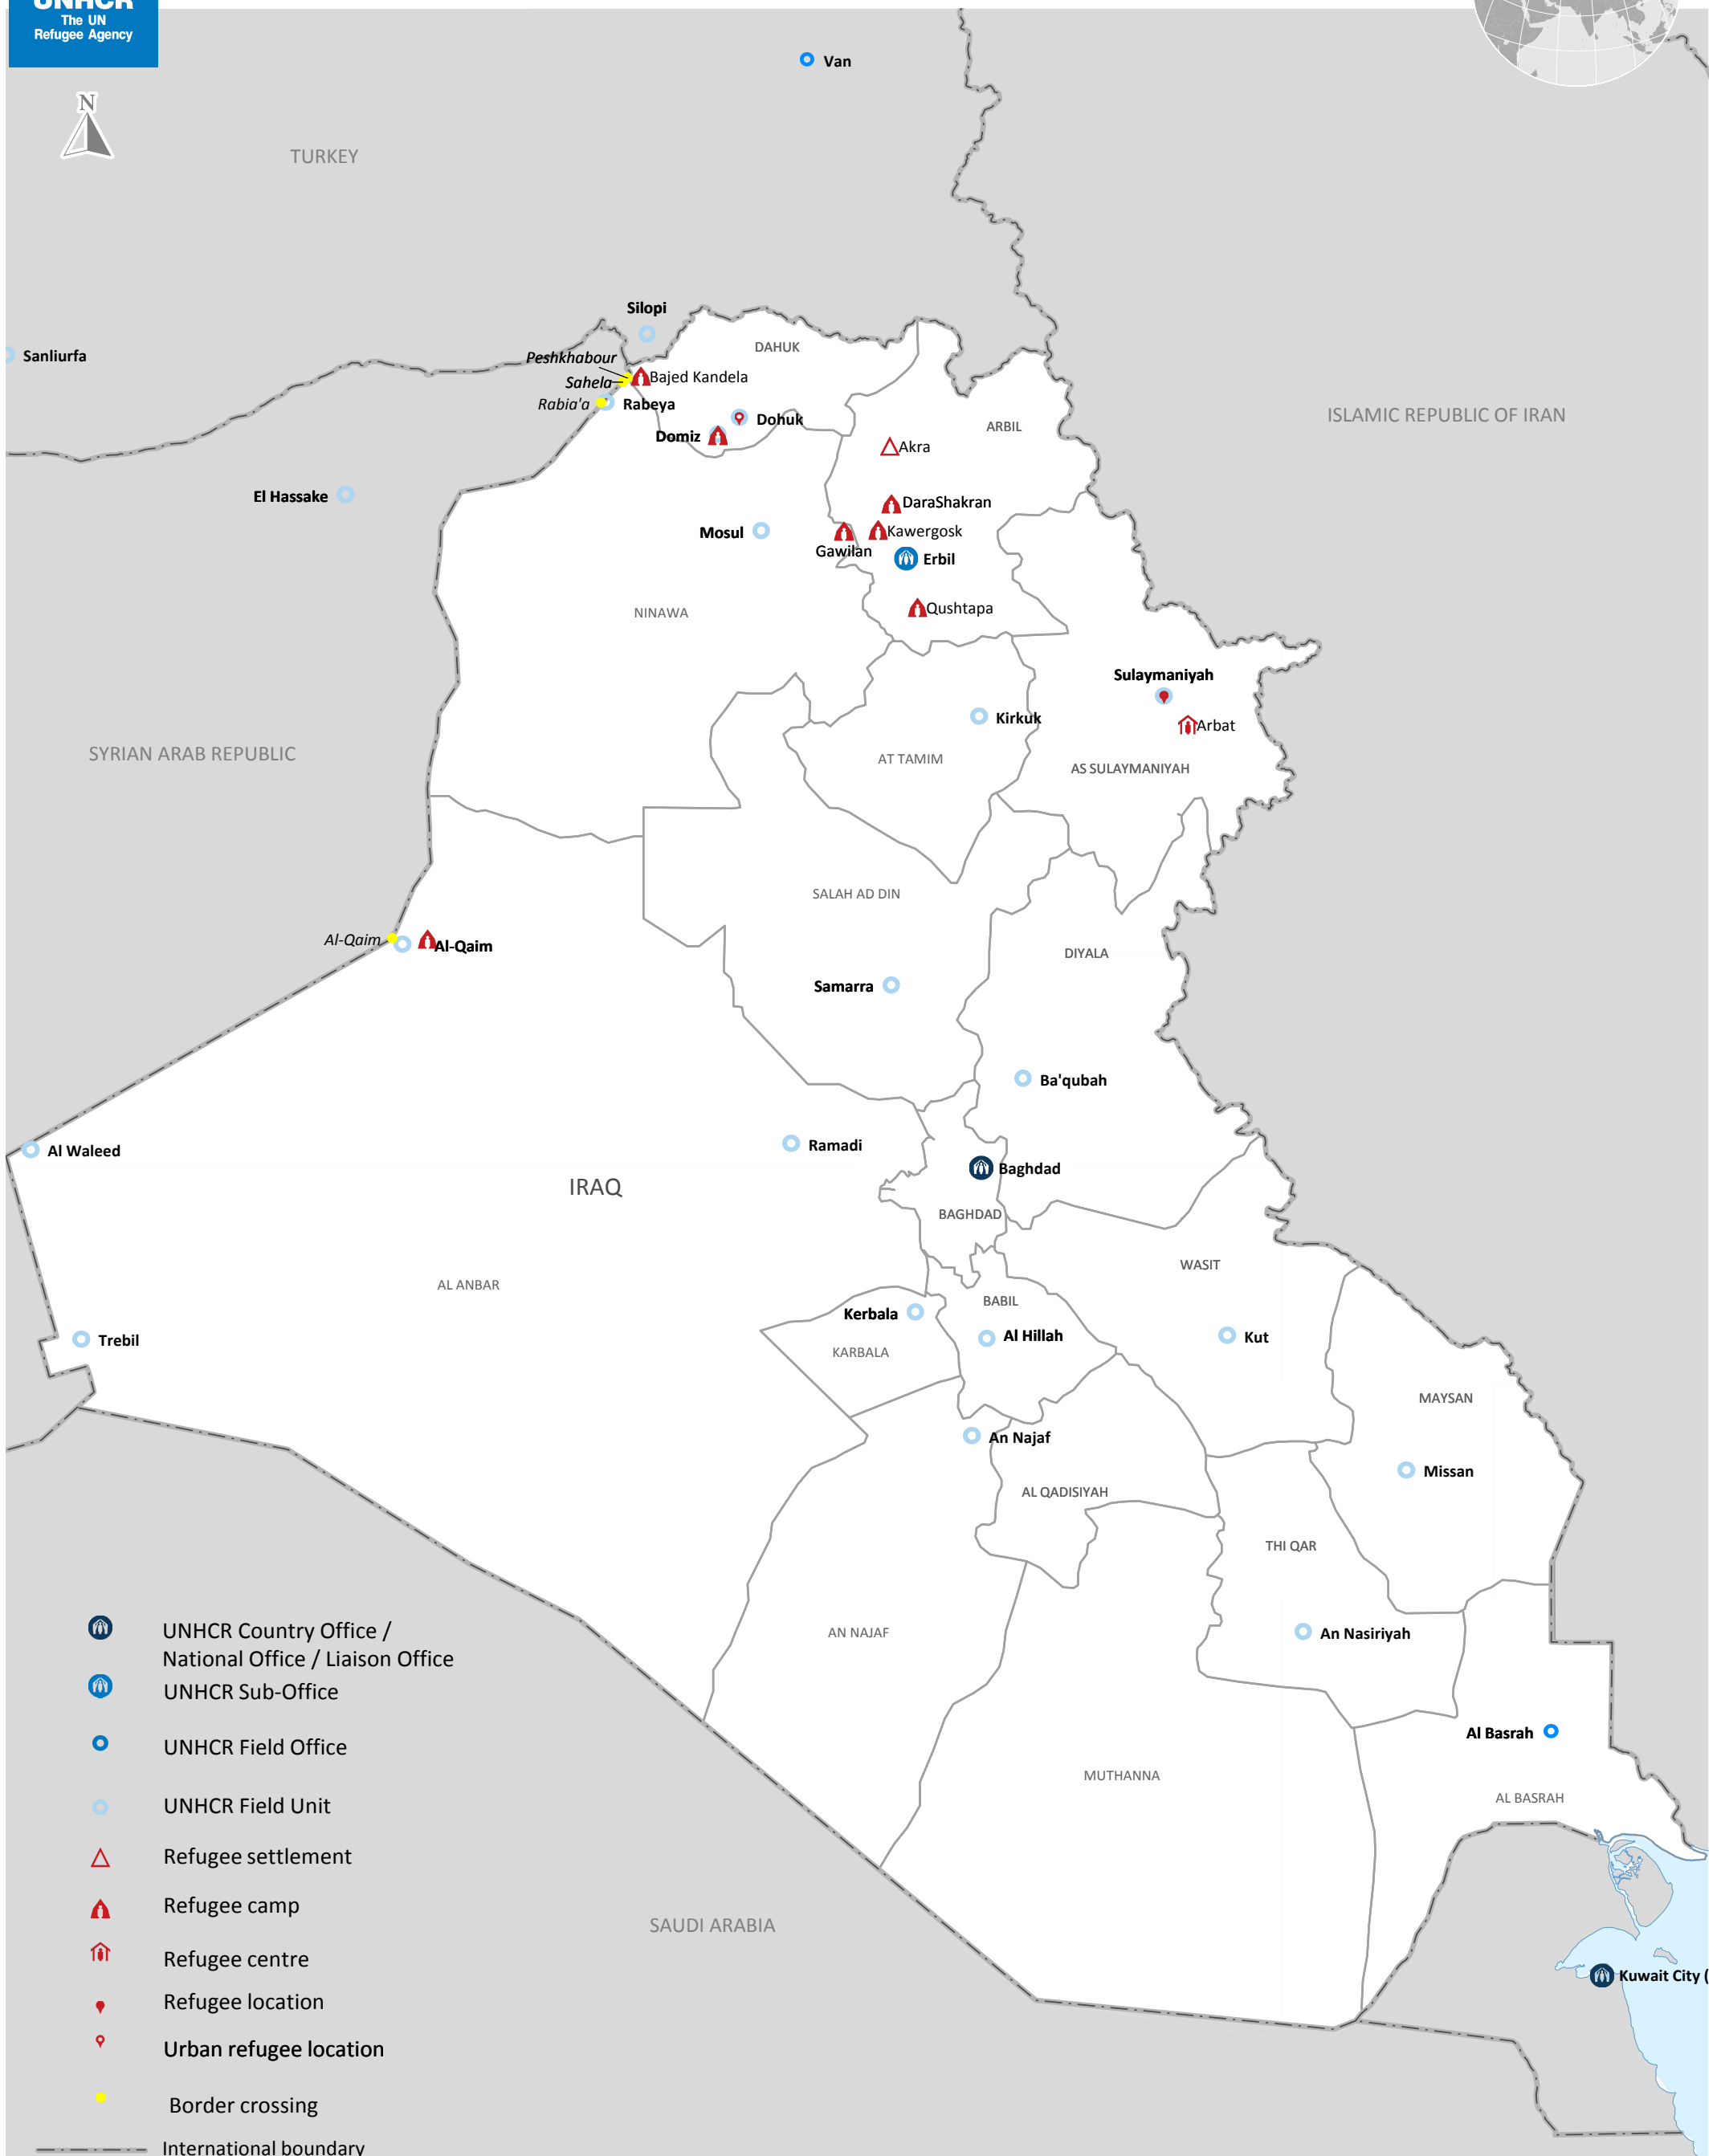 UNHCR
The UN
Refugee Agency
N
Van
TURKEY
Silopi
Sanliurfa
DAHUK
Peshkhabour
Bajed Kandela
Sahela
Rabia'a
Rabeya
ISLAMIC REPUBLIC OF IRAN
Dohuk
ARBIL
Domiz
Akra
El Hassake
DaraShakran
Mosul
Kawergosk
Gawilan
Erbil
NINAWA
Qushtapa
Sulaymaniyah
Kirkuk
Arbat
SYRIAN ARAB REPUBLIC
AT TAMIM
AS SULAYMANIYAH
SALAH AD DIN
Al-Qaim
Al-Qaim
DIYALA
Samarra
Ba'qubah
Al Waleed
Ramadi
Baghdad
IRAQ
BAGHDAD
WASIT
AL ANBAR
BABIL
Kerbala
Al Hillah
Kut
Trebil
KARBALA
MAYSAN
An Najaf
Missan
AL QADISIYAH
THI QAR
AN NAJAF
An Nasiriyah
Al Basrah
MUTHANNA
AL BASRAH
SAUDI ARABIA
Kuwait City (
UNHCR Country Office /
National Office / Liaison Office
UNHCR Sub-Office
UNHCR Field Office
UNHCR Field Unit
Refugee settlement
Refugee camp
Refugee centre
Refugee location
Urban refugee location
Border crossing
International boundary